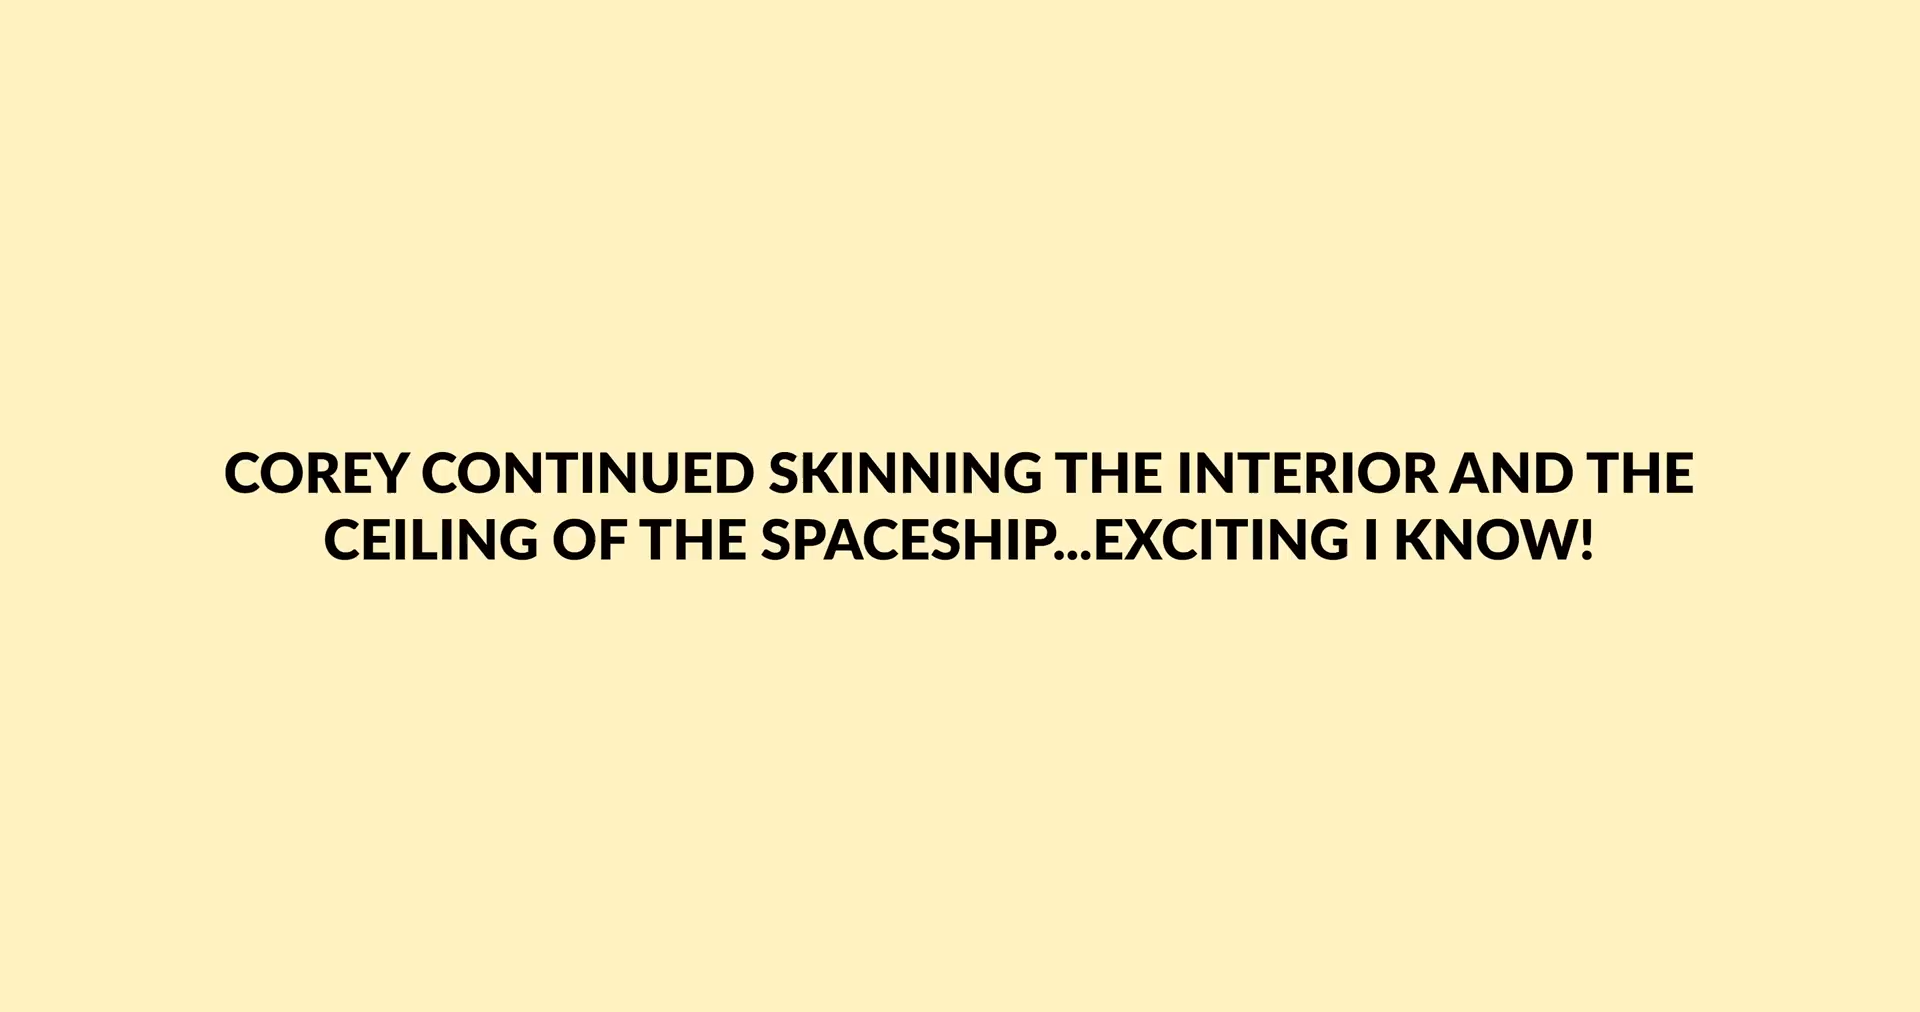 COREY CONTINUED SKINNING THE INTERIOR AND THE
CEILING OF THE SPACESHIP...EXCITING I KNOW!